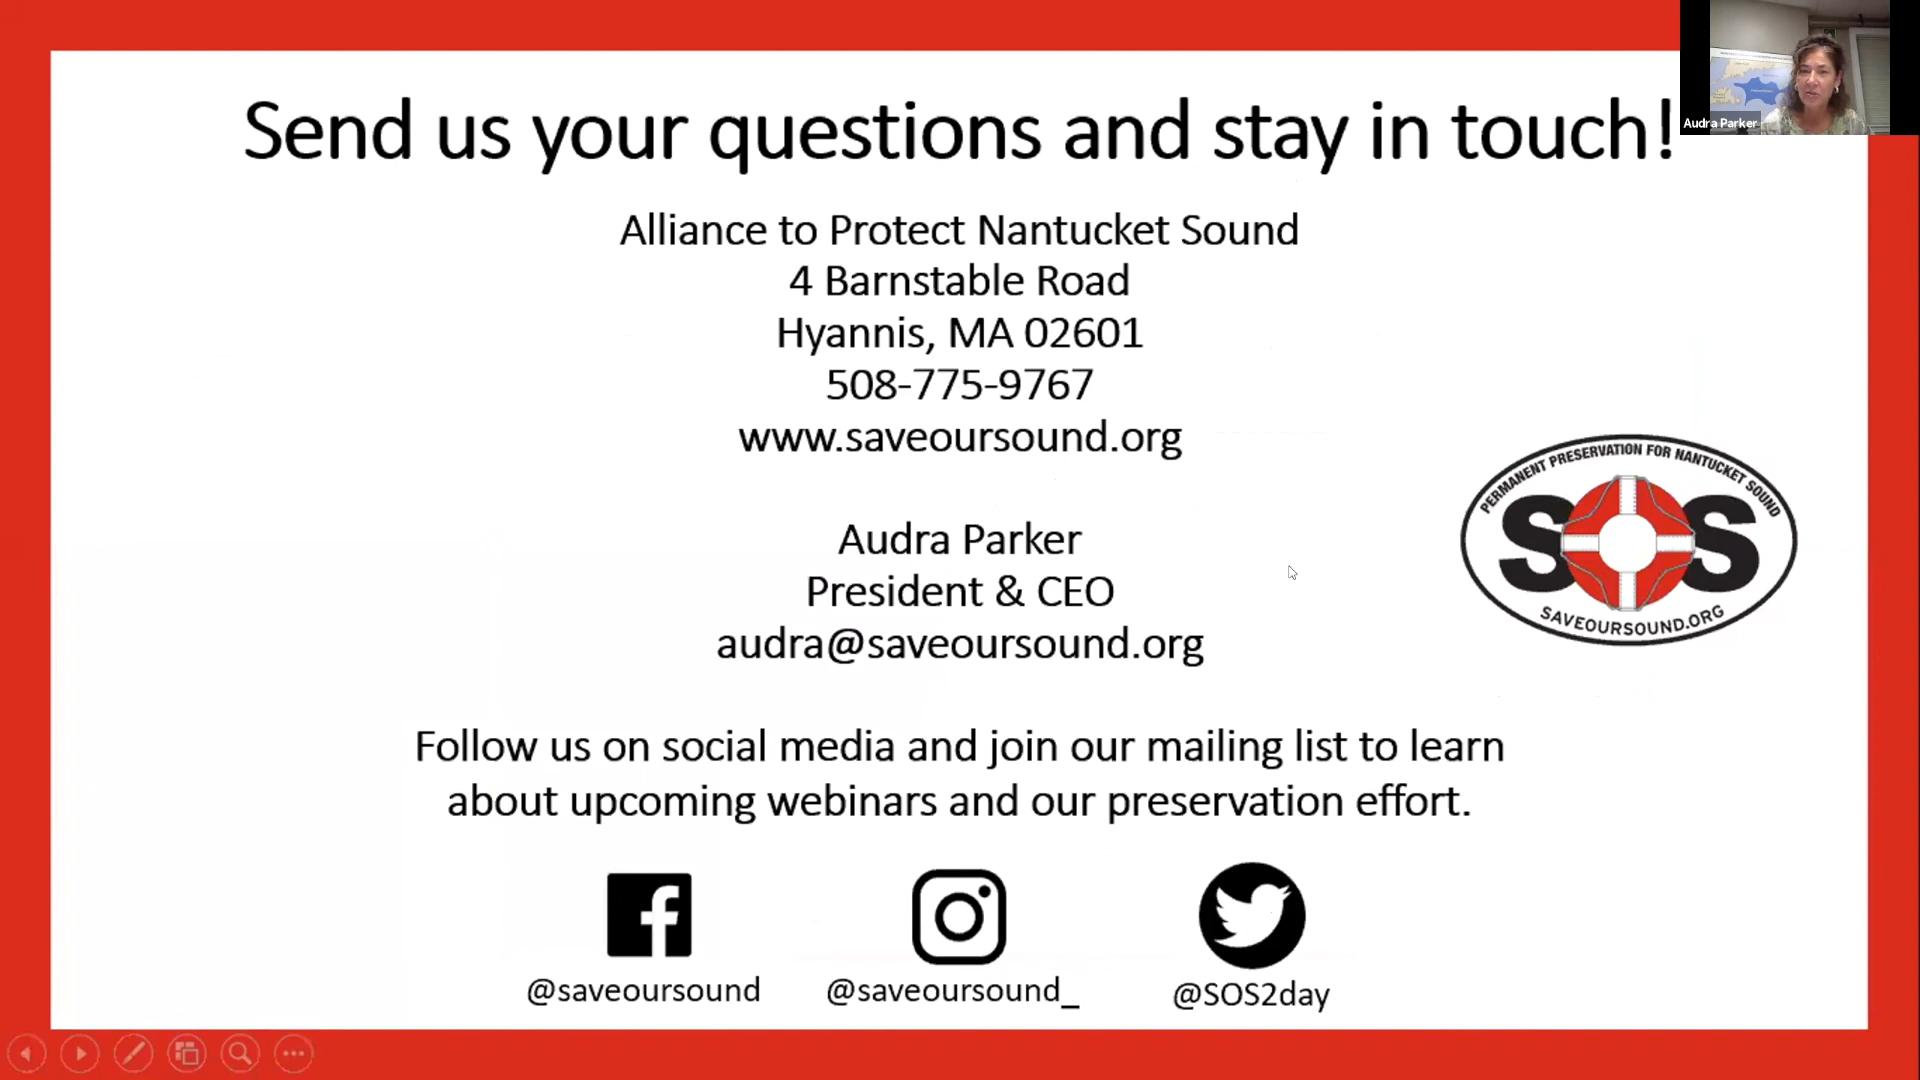 Send us your questions and stay in touch!
Audra Parker
Alliance to Protect Nantucket Sound
4 Barnstable Road
Hyannis, MA 02601
508-775-9767
www.saveoursound.org
PERMANENT PRESERVATION FOR NANTUCKET SOUND
SOS
SAVEOURSOUND.ORG
Audra Parker
President & CEO
audra@saveoursound.org
Follow us on social media and join our mailing list to learn
about upcoming webinars and our preservation effort.
@saveoursound @saveoursound_ @SOS2day